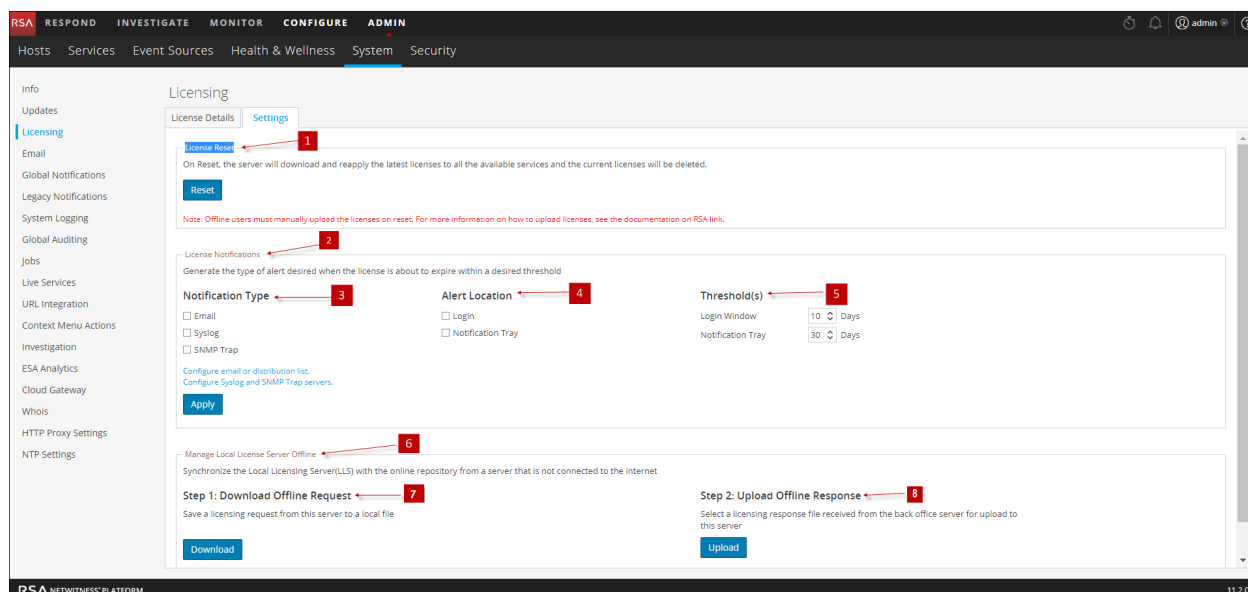 RSA RESPOND INVESTIGATE MONITOR CONFIGURE ADMIN admin
Hosts Services Event Sources Health & Wellness System Security
Info
Updates
Licensing
Email
Global Notifications
Legacy Notifications
System Logging
Global Auditing
Jobs
Live Services
URL Integration
Context Menu Actions
Investigation
ESA Analytics
Cloud Gateway
Whois
HTTP Proxy Settings
NTP Settings
Licensing
License Details Settings
License Reset 1
On Reset, the server will download and reapply the latest licenses to all the available services and the current licenses will be deleted.
Reset
Note: Offline users must manually upload the licenses on reset. For more information on how to upload licenses, see the documentation on RSA link.
License Notifications 2
Generate the type of alert desired when the license is about to expire within a desired threshold
Notification Type 3
Email
Syslog
SNMP Trap
Configure email or distribution list.
Configure Syslog and SNMP Trap servers.
Apply
Alert Location 4
Login
Notification Tray
Threshold(s) 5
Login Window 10 Days
Notification Tray 30 Days
Manage Local License Server Offline 6
Synchronize the Local Licensing Server(LLS) with the online repository from a server that is not connected to the internet
Step 1: Download Offline Request 7
Save a licensing request from this server to a local file
Download
Step 2: Upload Offline Response 8
Select a licensing response file received from the back office server for upload to
this server
Upload
RSA NETWITNESS PLATFORM 11.2.0